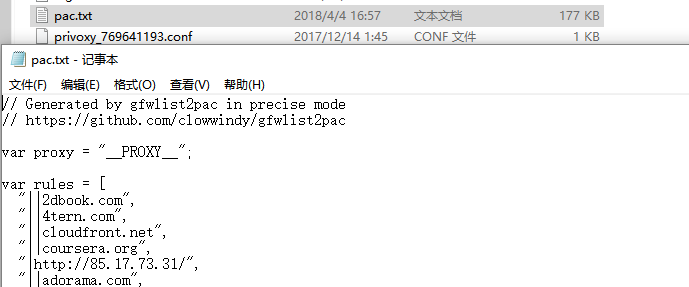 pac.txt 2018/4/4 16:57 文本文档 177 KB
privoxy_769641193.conf 2017/12/14 1:45 CONF 文件 1 KB
pac.txt - 记事本
文件(F) 编辑(E) 格式(O) 查看(V) 帮助(H)
// Generated by gfwlist2pac in precise mode
// https://github.com/clowwindy/gfwlist2pac
var proxy = "__PROXY__";
var rules = [
"||2dbook.com",
"||4tern.com",
"||cloudfront.net",
"||coursera.org",
"|http://85.17.73.31/",
"||adorama.com",